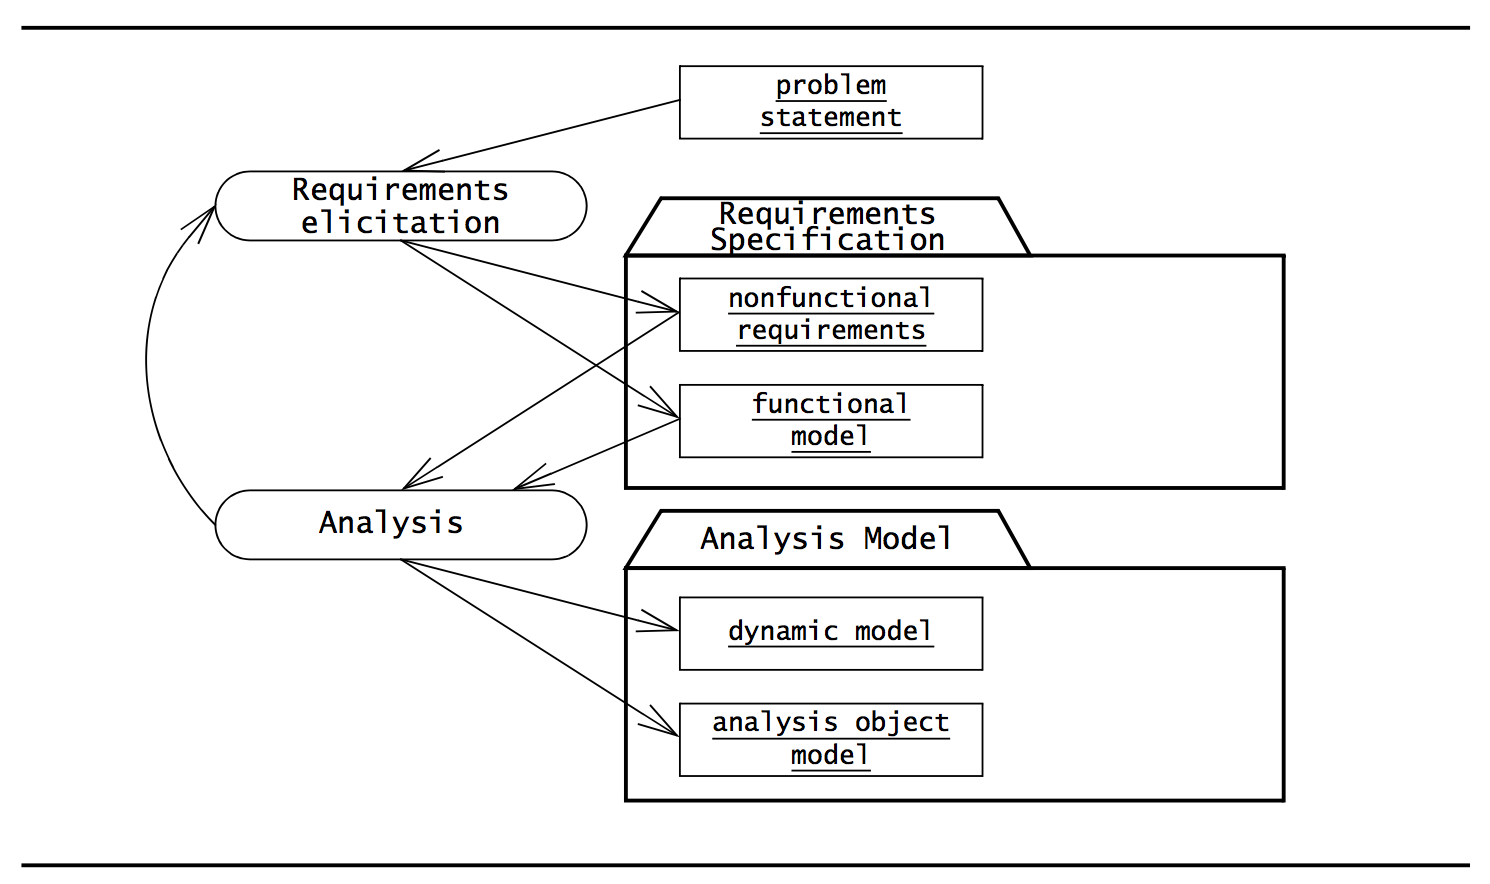 problem
statement
Requirements
elicitation
Requirements
Specification
nonfunctional
requirements
functional
model
Analysis
Analysis Model
dynamic model
analysis object
model